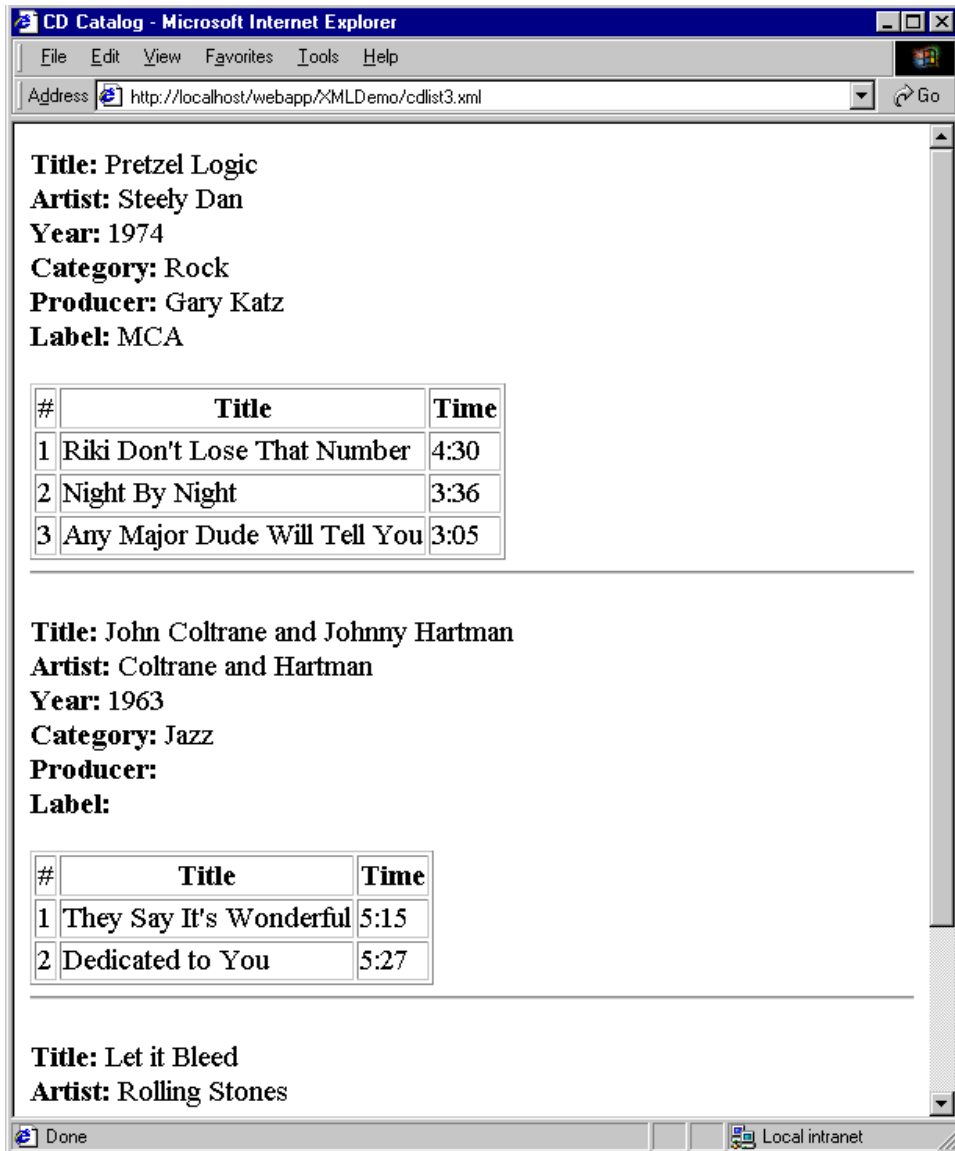 CD Catalog - Microsoft Internet Explorer
File Edit View Favorites Tools Help
Address http://localhost/webapp/XMLDemo/cdlist3.xml Go
Title: Pretzel Logic
Artist: Steely Dan
Year: 1974
Category: Rock
Producer: Gary Katz
Label: MCA
# Title Time
1 Riki Don't Lose That Number 4:30
2 Night By Night 3:36
3 Any Major Dude Will Tell You 3:05
Title: John Coltrane and Johnny Hartman
Artist: Coltrane and Hartman
Year: 1963
Category: Jazz
Producer:
Label:
# Title Time
1 They Say It's Wonderful 5:15
2 Dedicated to You 5:27
Title: Let it Bleed
Artist: Rolling Stones
Done Local intranet